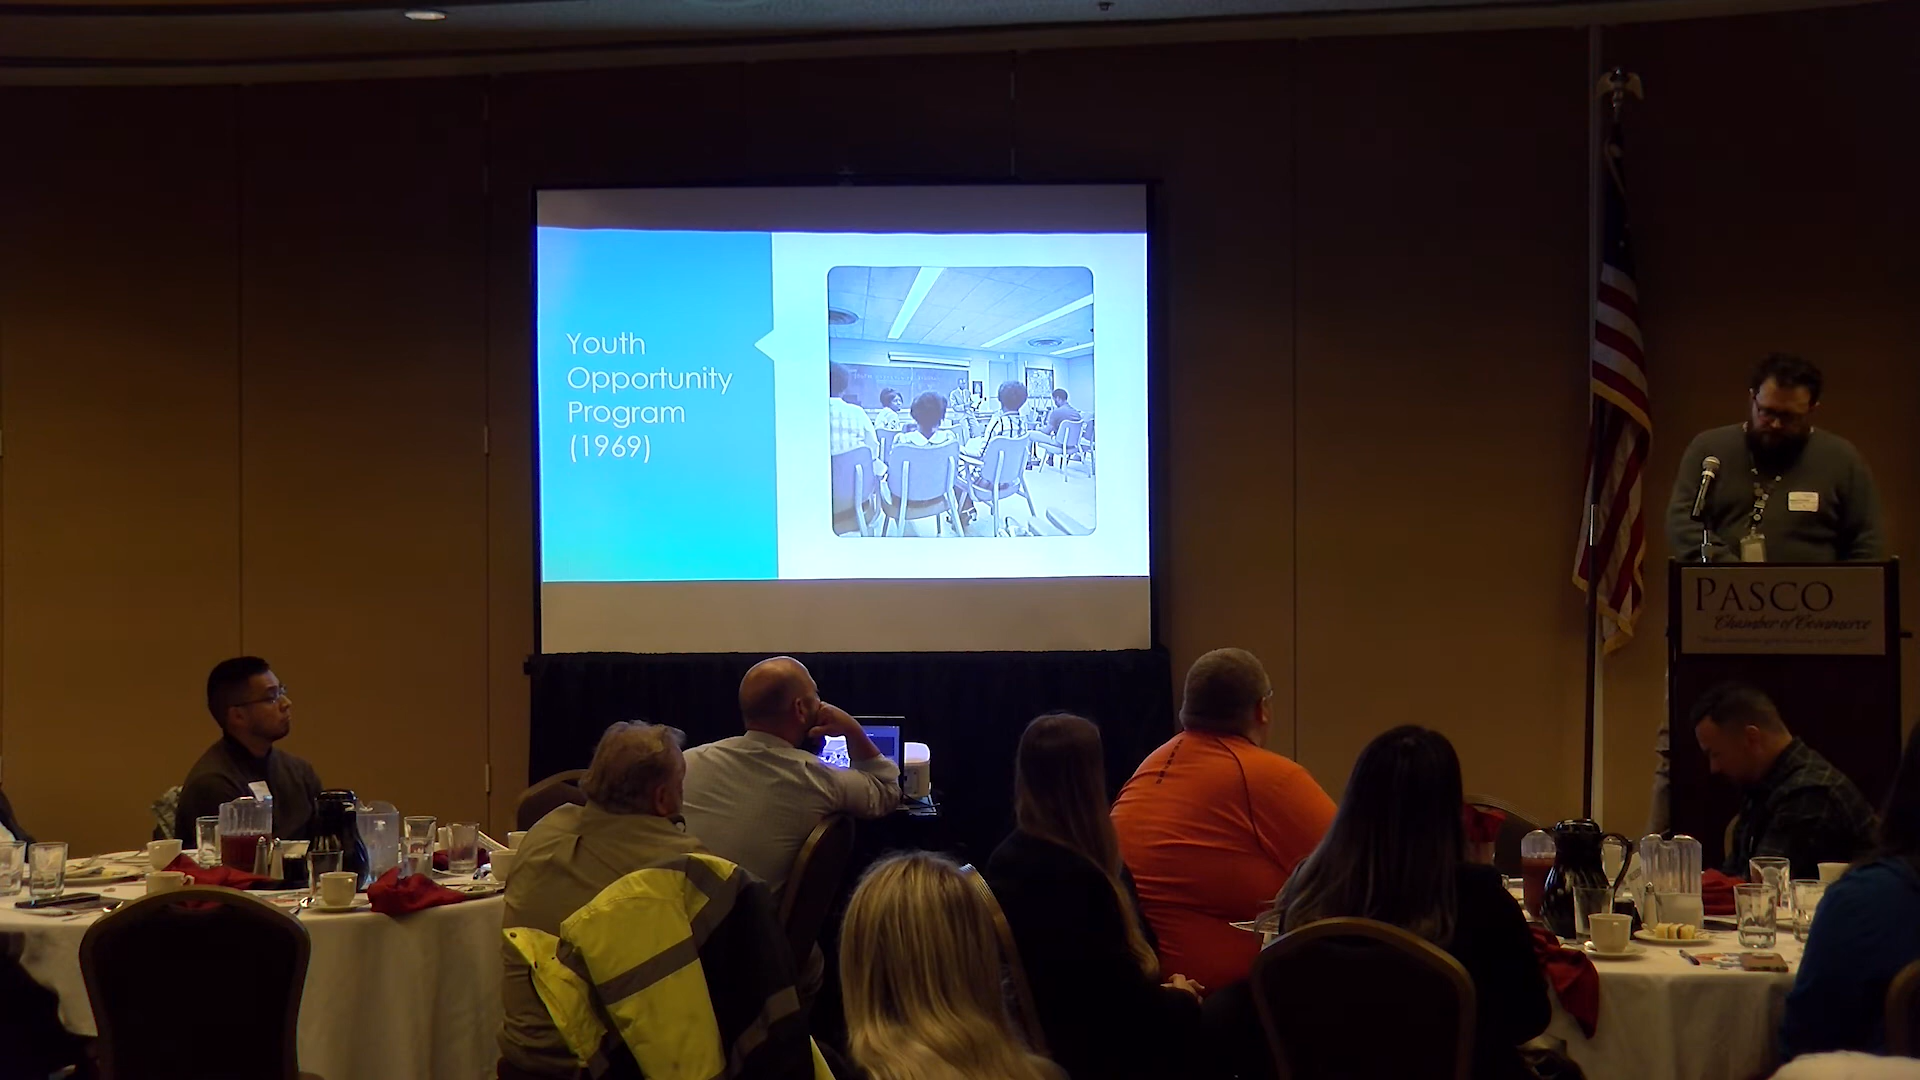 Youth
Opportunity
Program
(1969)
PASCO
Chamber of Commerce